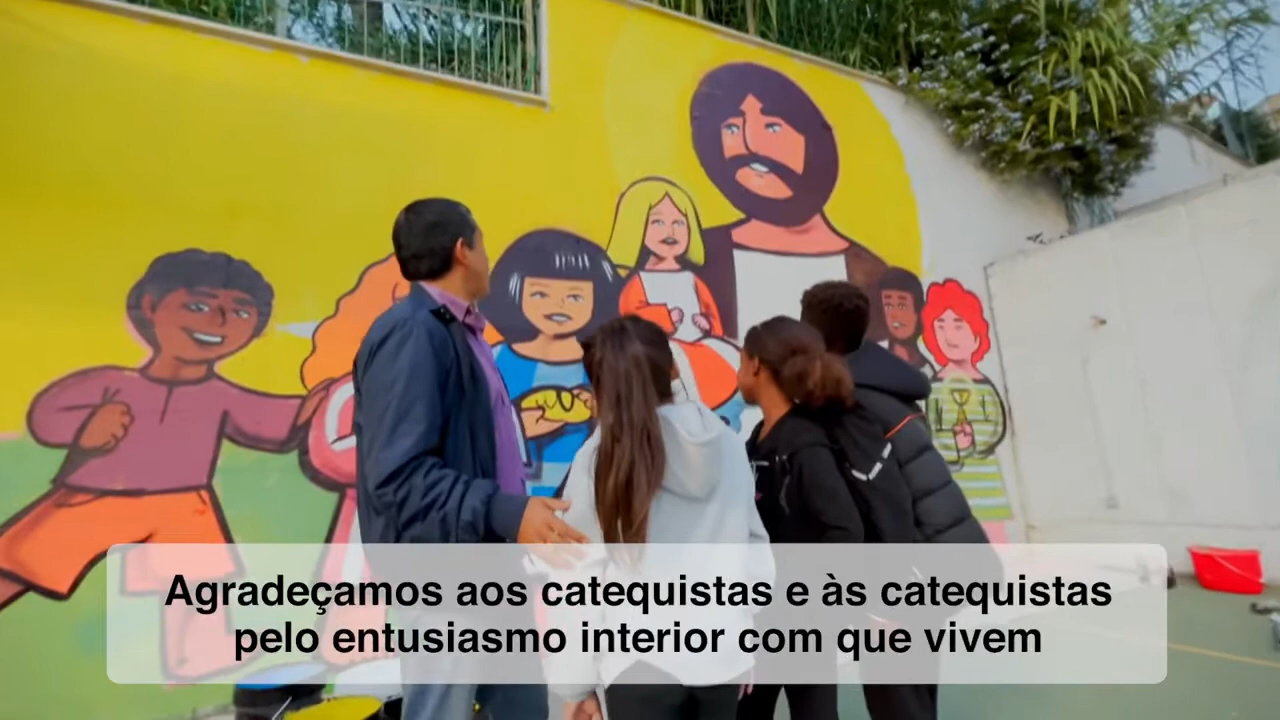 Agradeçamos aos catequistas e às catequistas
pelo entusiasmo interior com que vivem